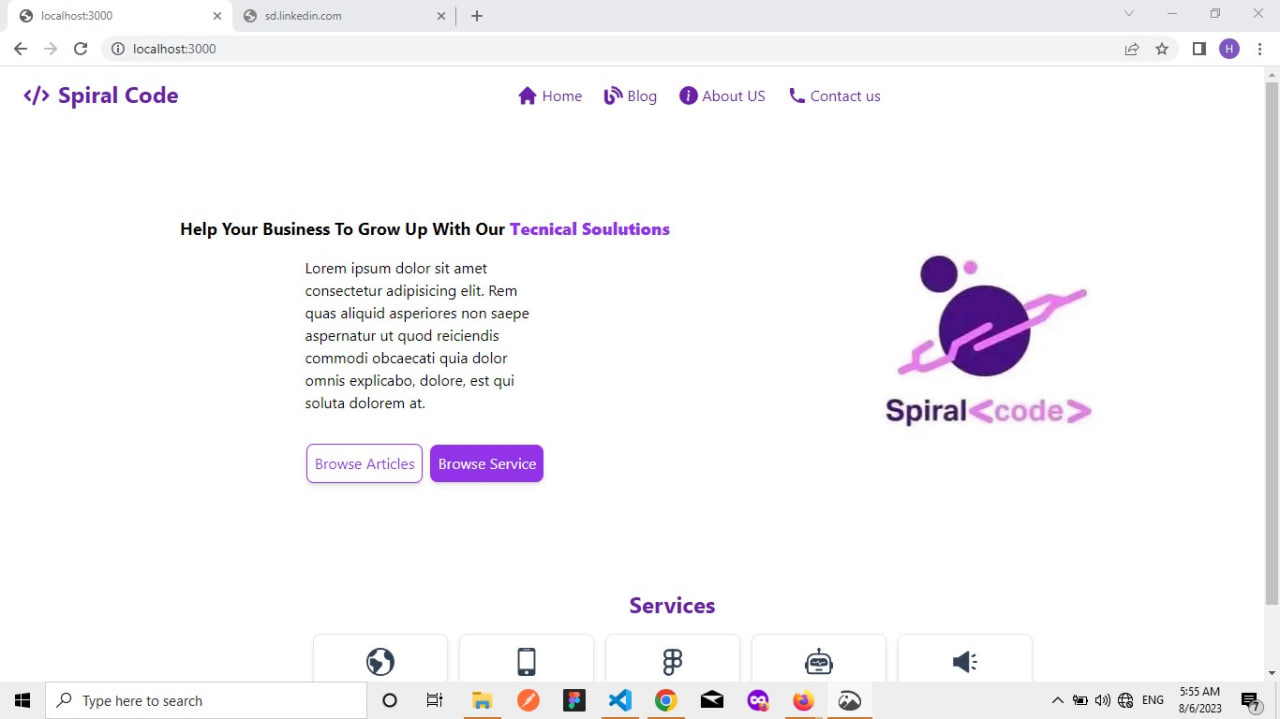 localhost:3000
sd.linkedin.com
localhost:3000
H
</> Spiral Code
Home
Blog
About US
Contact us
Help Your Business To Grow Up With Our Tecnical Soulutions
Lorem ipsum dolor sit amet
consectetur adipisicing elit. Rem
quas aliquid asperiores non saepe
aspernatur ut quod reiciendis
commodi obcaecati quia dolor
omnis explicabo, dolore, est qui
soluta dolorem at.
Spiral<code>
Browse Articles
Browse Service
Services
Type here to search
ENG
5:55 AM
8/6/2023
7